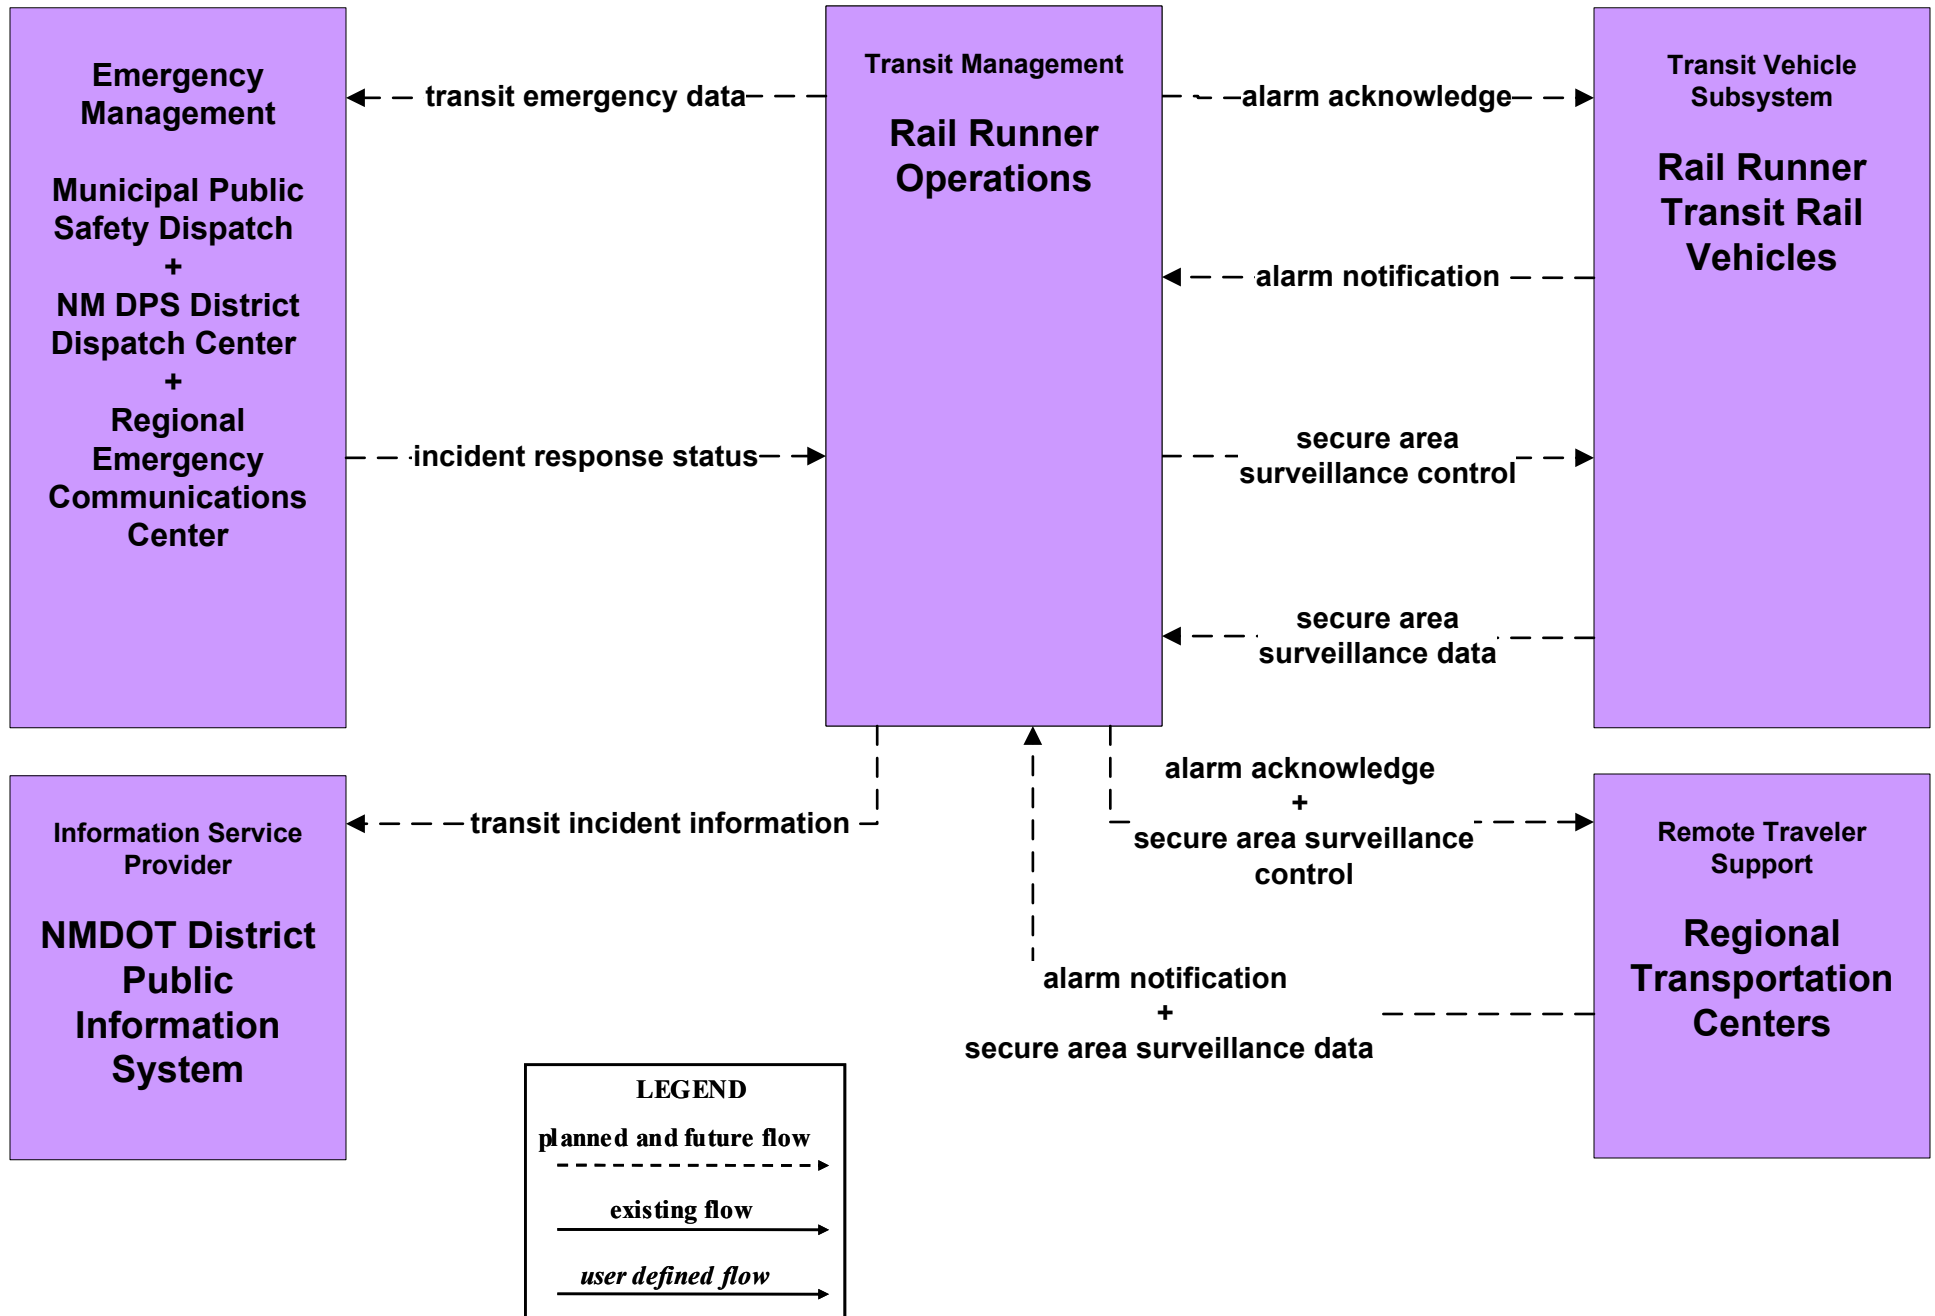 Emergency
Management
Municipal Public
Safety Dispatch
+
NM DPS District
Dispatch Center
+
Regional
Emergency
Communications
Center
transit emergency data
incident response status
Transit Management
Rail Runner
Operations
alarm acknowledge
alarm notification
secure area
surveillance control
secure area
surveillance data
Transit Vehicle
Subsystem
Rail Runner
Transit Rail
Vehicles
Information Service
Provider
NMDOT District
Public
Information
System
transit incident information
alarm acknowledge
+
secure area surveillance
control
alarm notification
+
secure area surveillance data
Remote Traveler
Support
Regional
Transportation
Centers
LEGEND
planned and future flow
existing flow
user defined flow